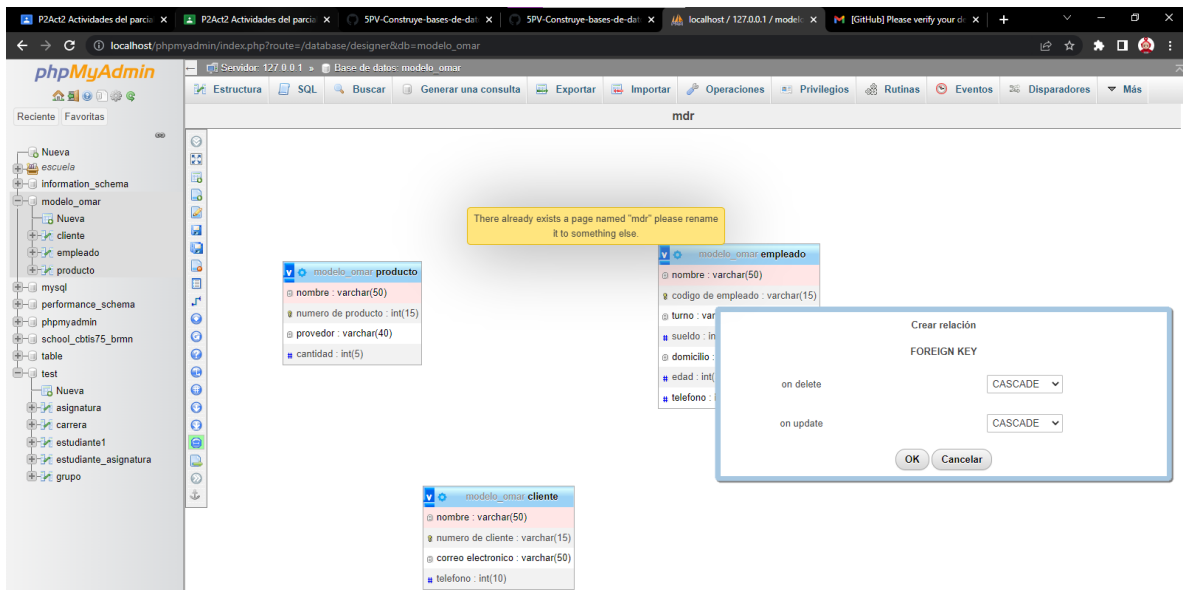 P2Act2 Actividades del parcia
P2Act2 Actividades del parcia
5PV-Construye-bases-de-dat
5PV-Construye-bases-de-dat
localhost / 127.0.0.1 / model
[GitHub] Please verify your d
localhost/phpmyadmin/index.php?route=/database/designer&db=modelo_omar
phpMyAdmin
Reciente Favoritas
Nueva
escuela
information_schema
modelo_omar
Nueva
cliente
empleado
producto
mysql
performance_schema
phpmyadmin
school_cbtis75_brmn
table
test
Nueva
asignatura
carrera
estudiante1
estudiante_asignatura
grupo
Servidor: 127.0.0.1 » Base de datos: modelo_omar
Estructura SQL Buscar Generar una consulta Exportar Importar Operaciones Privilegios Rutinas Eventos Disparadores Más
mdr
There already exists a page named "mdr" please rename
it to something else.
modelo_omar producto
nombre : varchar(50)
numero de producto : int(15)
provedor : varchar(40)
cantidad : int(5)
modelo_omar empleado
nombre : varchar(50)
codigo de empleado : varchar(15)
turno : var
sueldo : in
domicilio :
edad : int(
telefono :
Crear relación
FOREIGN KEY
on delete CASCADE
on update CASCADE
OK Cancelar
modelo_omar cliente
nombre : varchar(50)
numero de cliente : varchar(15)
correo electronico : varchar(50)
telefono : int(10)